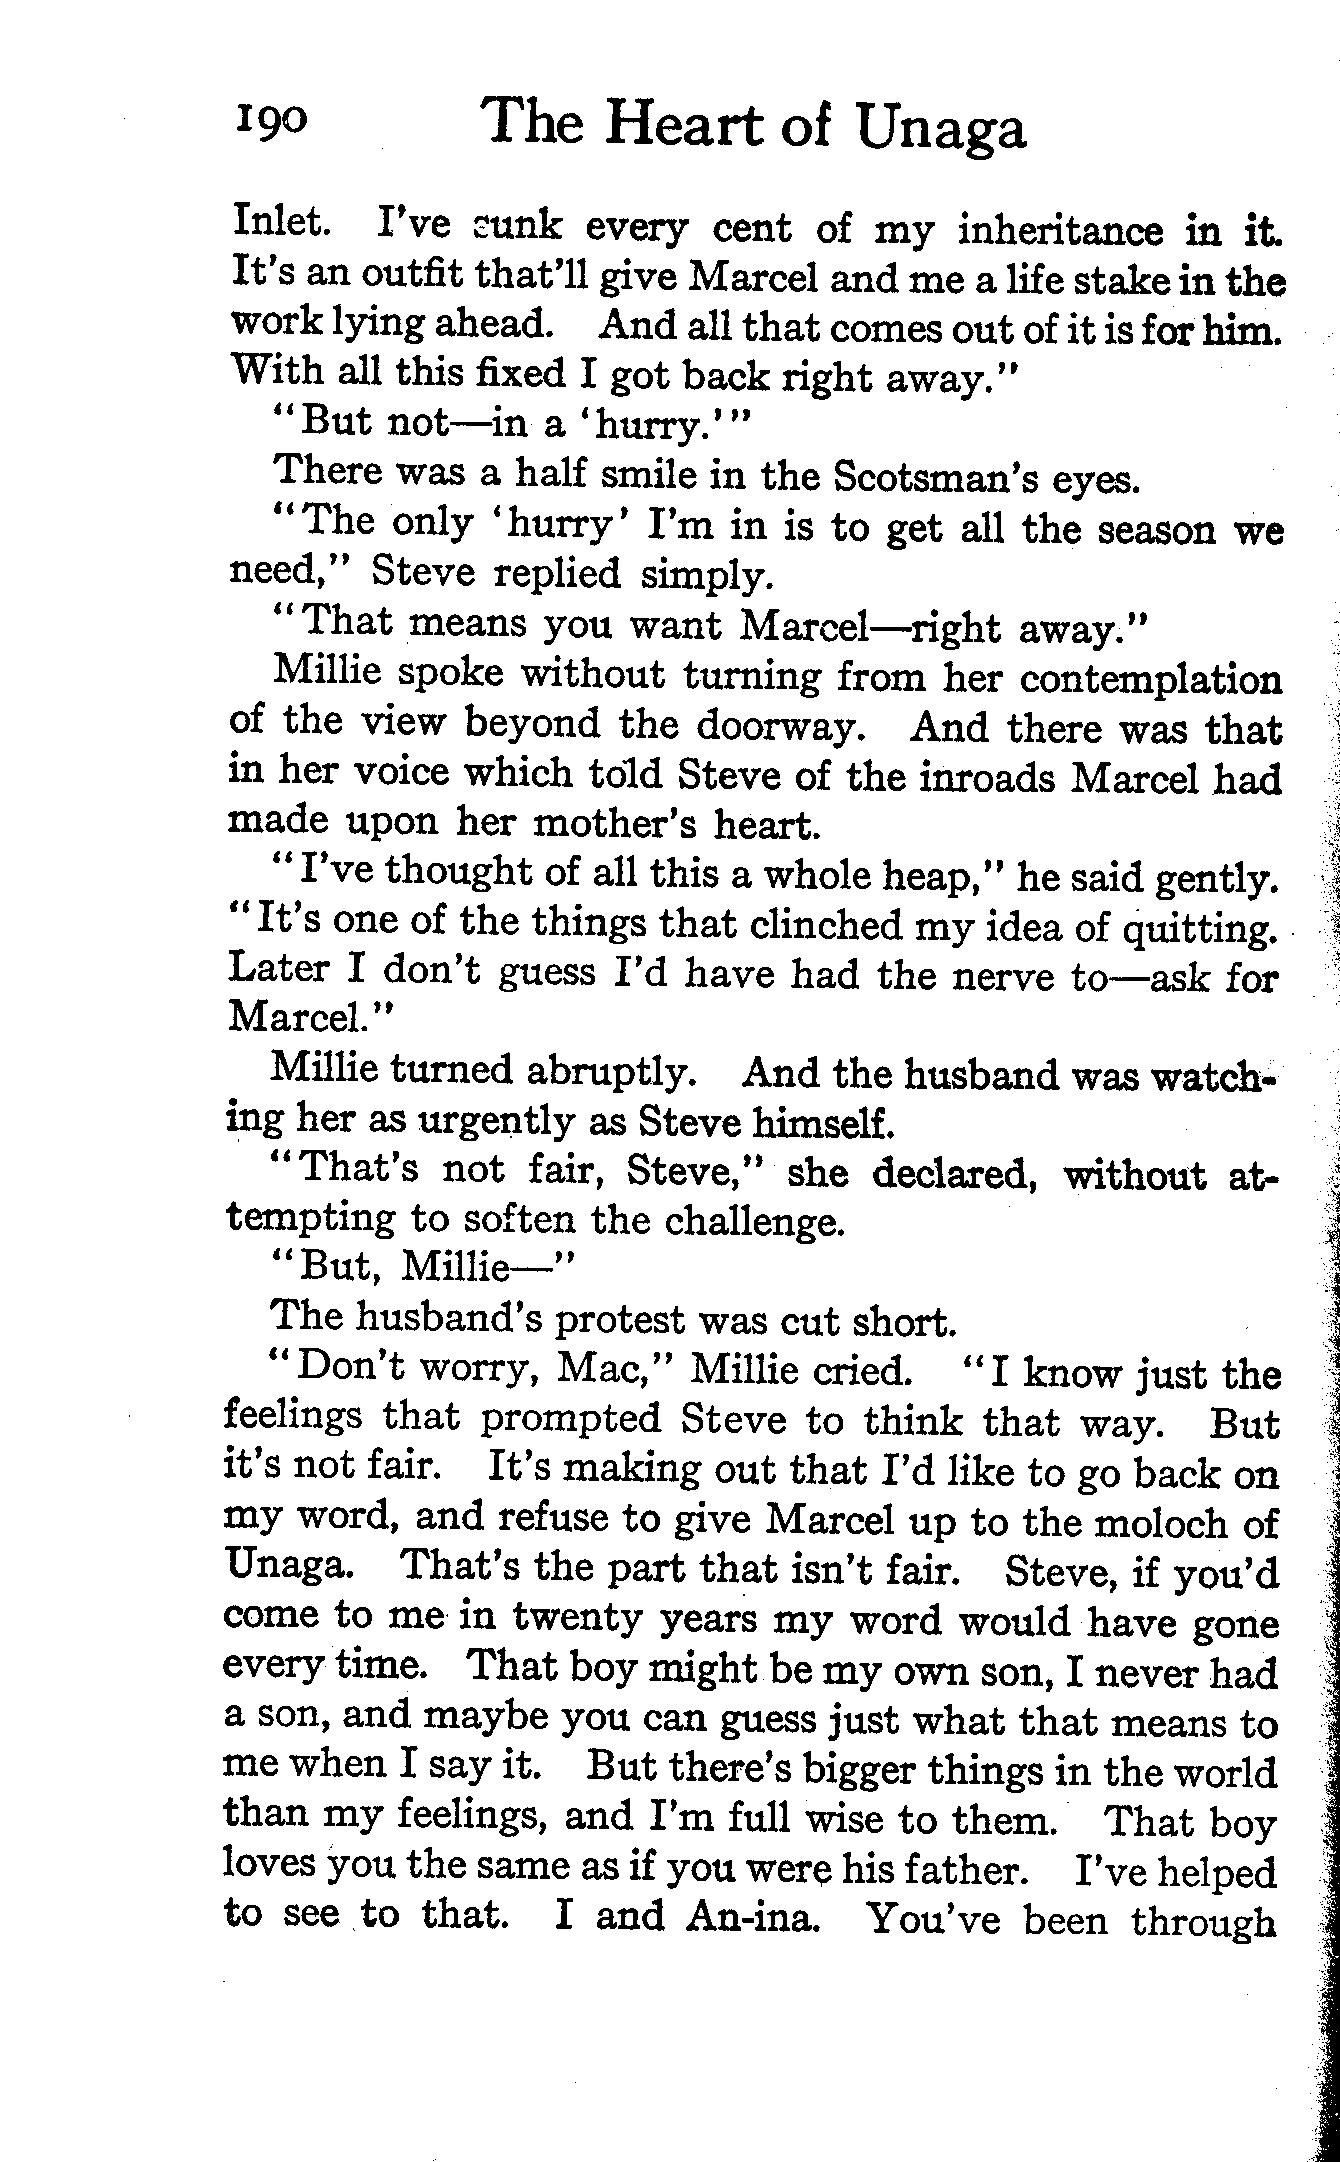 190 The Heart of Unaga
Inlet. I've sunk every cent of my inheritance in it.
It's an outfit that'll give Marcel and me a life stake in the
work lying ahead. And all that comes out of it is for him.
With all this fixed I got back right away."
"But not—in a 'hurry.'"
There was a half smile in the Scotsman's eyes.
"The only 'hurry' I'm in is to get all the season we
need," Steve replied simply.
"That means you want Marcel—right away."
Millie spoke without turning from her contemplation
of the view beyond the doorway. And there was that
in her voice which told Steve of the inroads Marcel had
made upon her mother's heart.
"I've thought of all this a whole heap," he said gently.
"It's one of the things that clinched my idea of quitting.
Later I don't guess I'd have had the nerve to—ask for
Marcel."
Millie turned abruptly. And the husband was watch-
ing her as urgently as Steve himself.
"That's not fair, Steve," she declared, without at-
tempting to soften the challenge.
"But, Millie—"
The husband's protest was cut short.
"Don't worry, Mac," Millie cried. "I know just the
feelings that prompted Steve to think that way. But
it's not fair. It's making out that I'd like to go back on
my word, and refuse to give Marcel up to the moloch of
Unaga. That's the part that isn't fair. Steve, if you'd
come to me in twenty years my word would have gone
every time. That boy might be my own son, I never had
a son, and maybe you can guess just what that means to
me when I say it. But there's bigger things in the world
than my feelings, and I'm full wise to them. That boy
loves you the same as if you were his father. I've helped
to see to that. I and An-ina. You've been through